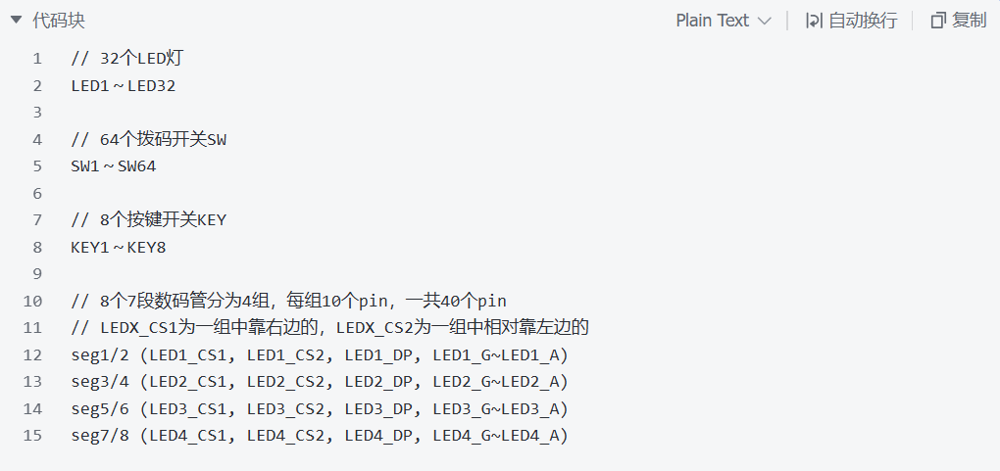 代码块
Plain Text
自动换行
复制
1 // 32个LED灯
2 LED1～LED32
3
4 // 64个拨码开关SW
5 SW1～SW64
6
7 // 8个按键开关KEY
8 KEY1～KEY8
9
10 // 8个7段数码管分为4组，每组10个pin，一共40个pin
11 // LEDX_CS1为一组中靠右边的，LEDX_CS2为一组中相对靠左边的
12 seg1/2 (LED1_CS1, LED1_CS2, LED1_DP, LED1_G~LED1_A)
13 seg3/4 (LED2_CS1, LED2_CS2, LED2_DP, LED2_G~LED2_A)
14 seg5/6 (LED3_CS1, LED3_CS2, LED3_DP, LED3_G~LED3_A)
15 seg7/8 (LED4_CS1, LED4_CS2, LED4_DP, LED4_G~LED4_A)